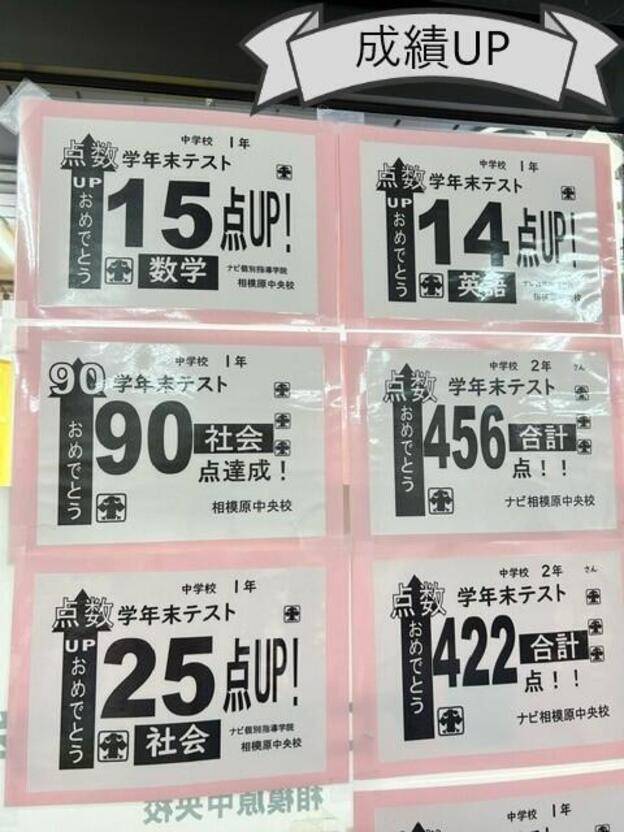 成績UP
中学校 1年
点数 学年末テスト
UP
おめでとう
15点UP!
数学
ナビ個別指導学院
相模原中央校
中学校 1年
点数 学年末テスト
UP
おめでとう
14点UP!
英語
相模原中央校
中学校 1年
90 学年末テスト
おめでとう
90 社会
点達成!
相模原中央校
中学校 2年 さん
点数 学年末テスト
おめでとう
456 合計
点!!
ナビ相模原中央校
中学校 1年
点数 学年末テスト
UP
おめでとう
25点UP!
社会
ナビ個別指導学院
相模原中央校
中学校 2年 さん
点数 学年末テスト
おめでとう
422 合計
点!!
ナビ相模原中央校
相模原中央校
中学校 1年